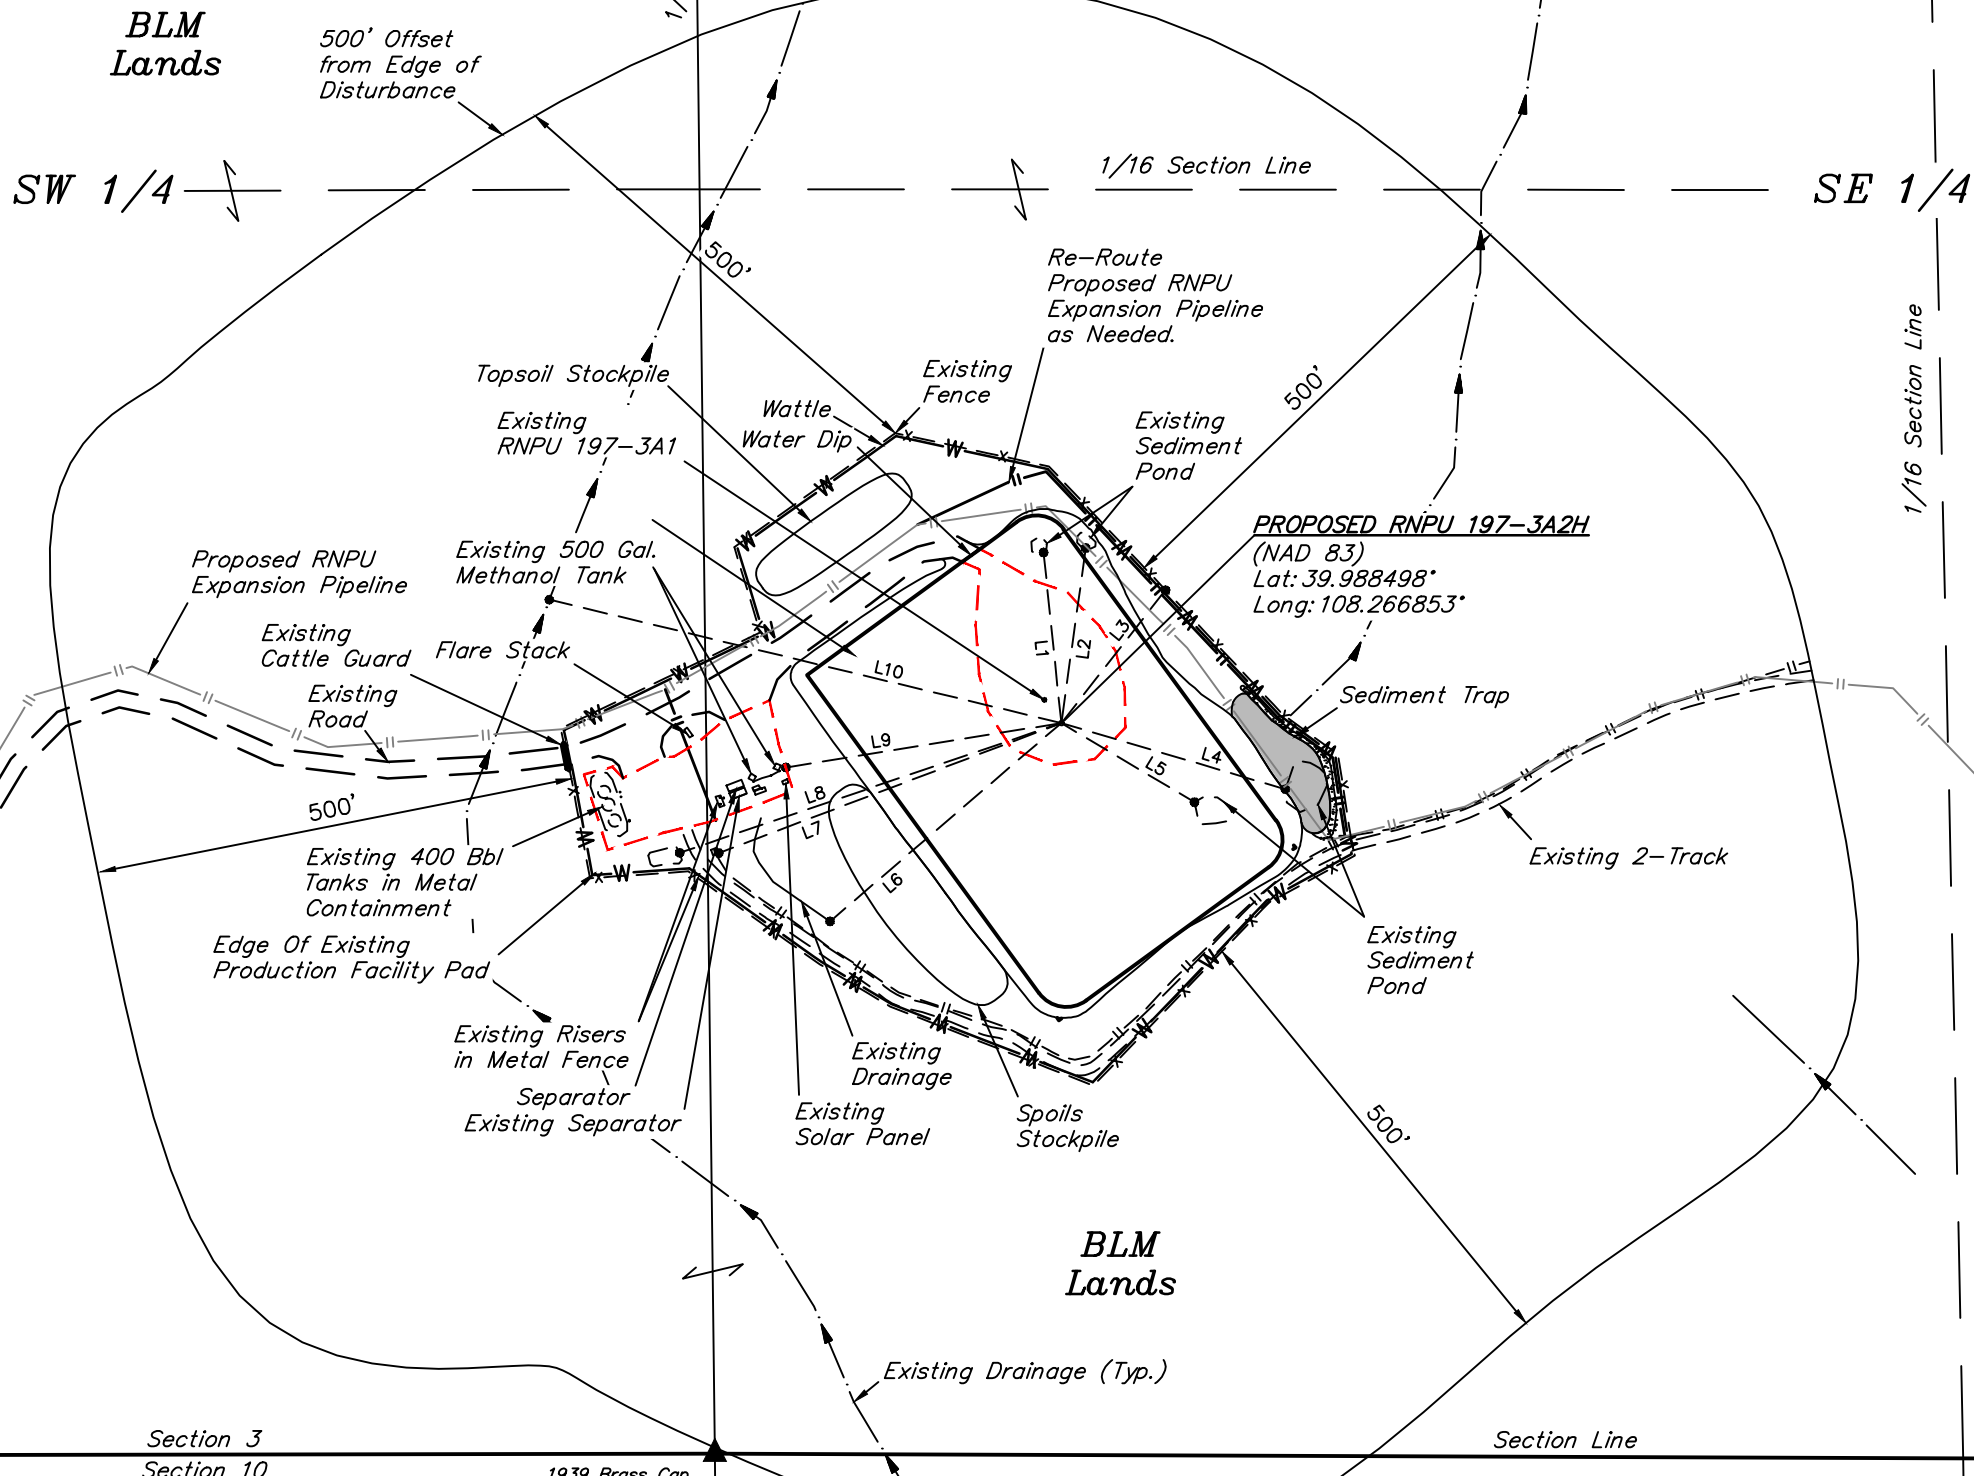 BLM
Lands
500' Offset
from Edge of
Disturbance
1/
SW 1/4
1/16 Section Line
SE 1/4
500'
Re-Route
Proposed RNPU
Expansion Pipeline
as Needed.
500'
1/16 Section Line
Topsoil Stockpile
Existing
Fence
Wattle
Water Dip
Existing
RNPU 197-3A1
Existing
Sediment
Pond
PROPOSED RNPU 197-3A2H
(NAD 83)
Lat: 39.988498°
Long: 108.266853°
Existing 500 Gal.
Methanol Tank
Proposed RNPU
Expansion Pipeline
Existing
Cattle Guard
Flare Stack
Existing
Road
L1
L2
L3
L10
L4
L5
L9
L8
L7
L6
Sediment Trap
500'
Existing 400 Bbl
Tanks in Metal
Containment
Existing 2-Track
Edge Of Existing
Production Facility Pad
Existing
Sediment
Pond
Existing Risers
in Metal Fence
Separator
Existing Separator
Existing
Drainage
Existing
Solar Panel
Spoils
Stockpile
500'
BLM
Lands
Existing Drainage (Typ.)
Section 3
Section Line
Section 10
1939 Brass Cap